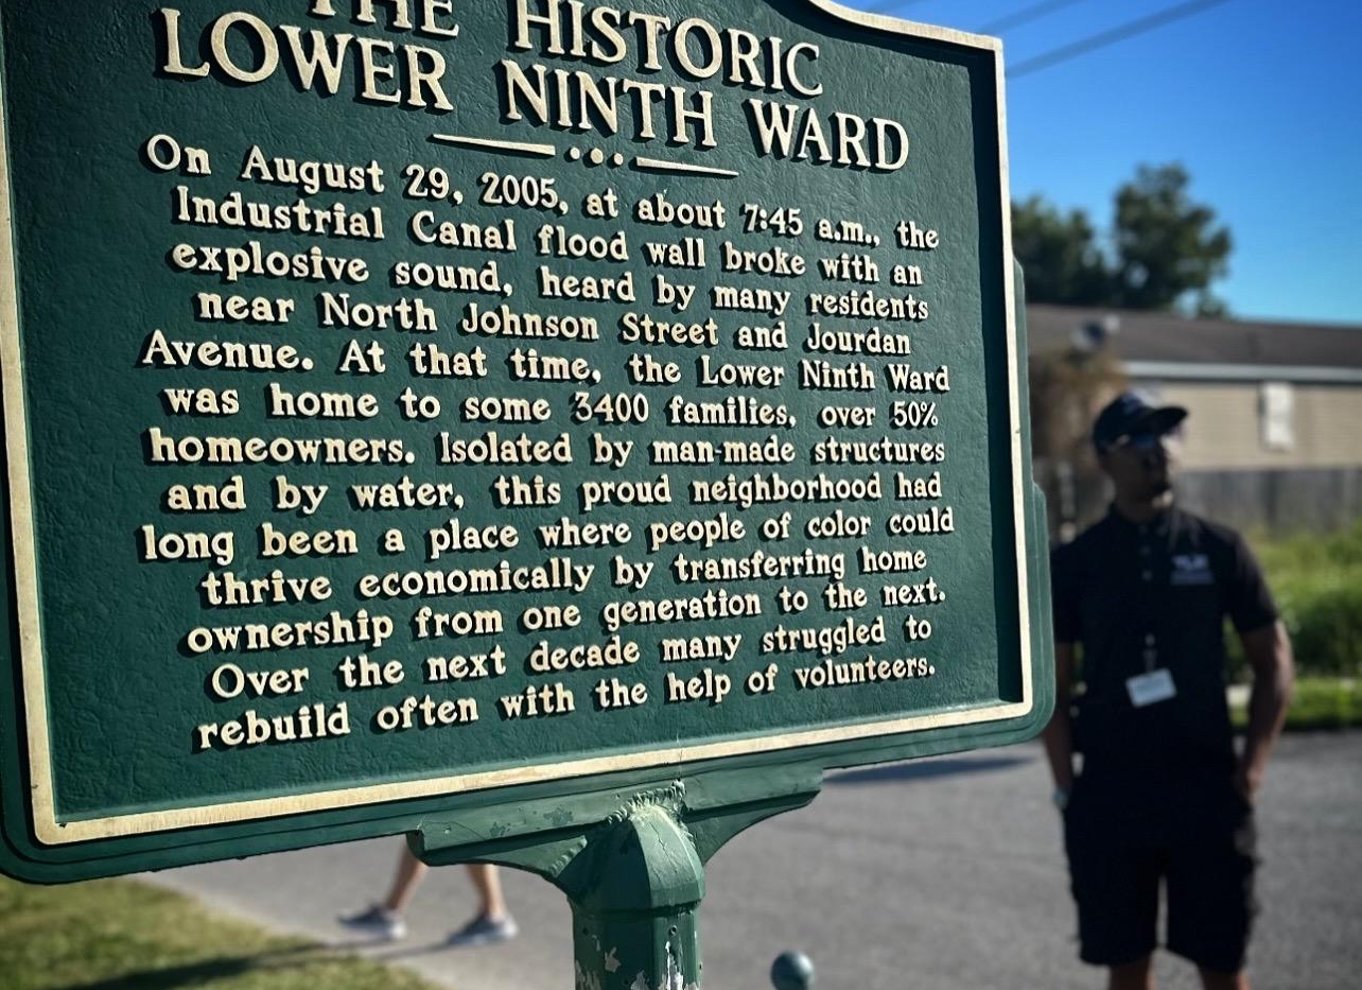 THE HISTORIC
LOWER NINTH WARD
On August 29, 2005, at about 7:45 a.m., the
Industrial Canal flood wall broke with an
explosive sound, heard by many residents
near North Johnson Street and Jourdan
Avenue. At that time, the Lower Ninth Ward
was home to some 3400 families, over 50%
homeowners. Isolated by man-made structures
and by water, this proud neighborhood had
long been a place where people of color could
thrive economically by transferring home
ownership from one generation to the next.
Over the next decade many struggled to
rebuild often with the help of volunteers.